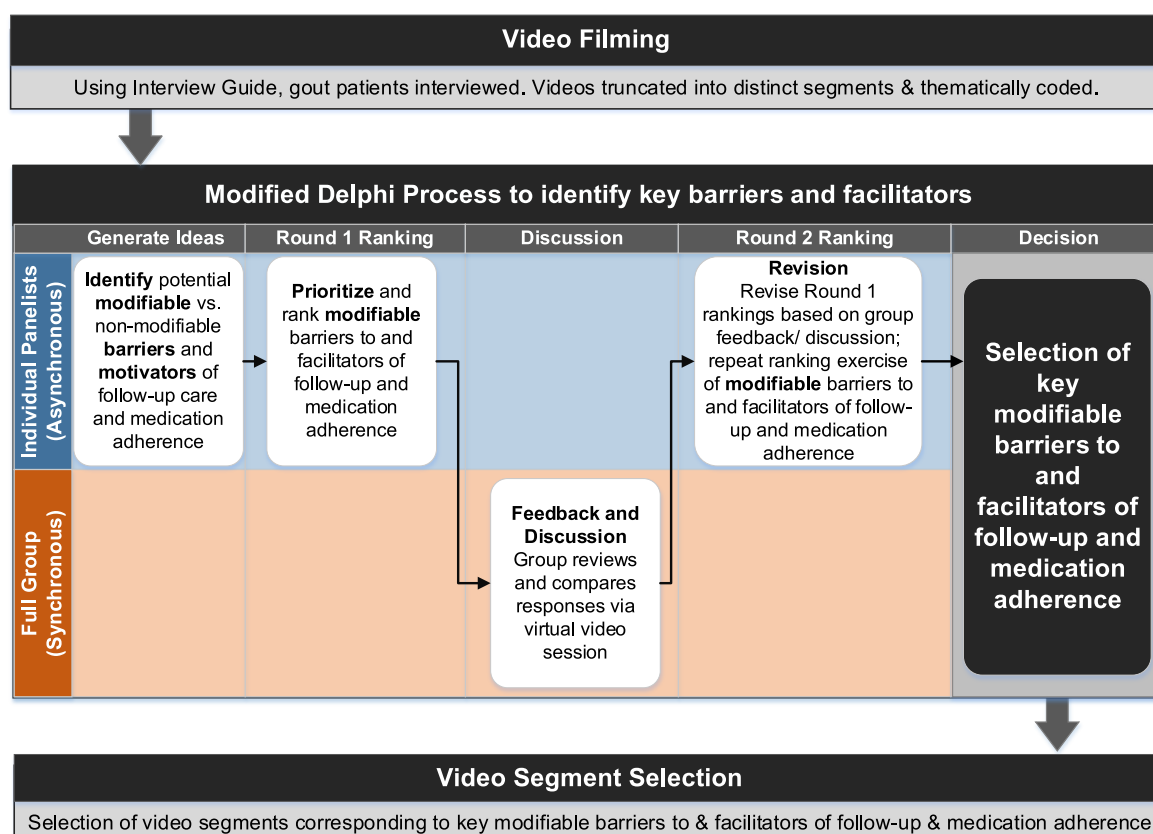 Video Filming
Using Interview Guide, gout patients interviewed. Videos truncated into distinct segments & thematically coded.
Modified Delphi Process to identify key barriers and facilitators
Generate Ideas
Round 1 Ranking
Discussion
Round 2 Ranking
Decision
Individual Panelists
(Asynchronous)
Identify potential
modifiable vs.
non-modifiable
barriers and
motivators of
follow-up care
and medication
adherence
Prioritize and
rank modifiable
barriers to and
facilitators of
follow-up and
medication
adherence
Revision
Revise Round 1
rankings based on group
feedback/ discussion;
repeat ranking exercise
of modifiable barriers to
and facilitators of follow-
up and medication
adherence
Selection of
key
modifiable
barriers to
and
facilitators of
follow-up and
medication
adherence
Full Group
(Synchronous)
Feedback and
Discussion
Group reviews
and compares
responses via
virtual video
session
Video Segment Selection
Selection of video segments corresponding to key modifiable barriers to & facilitators of follow-up & medication adherence